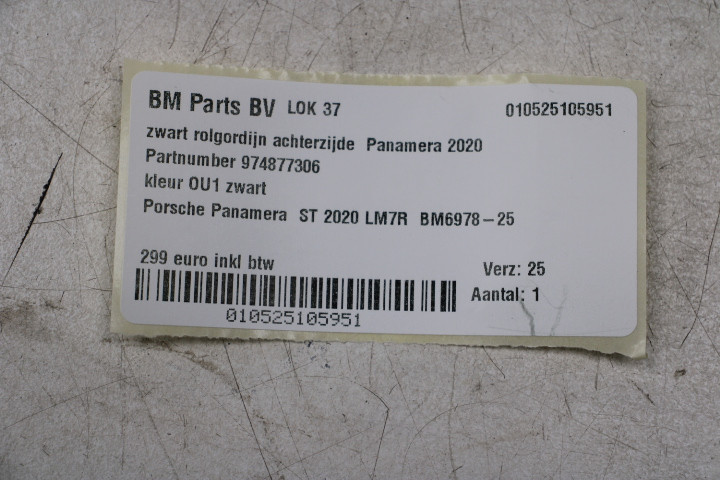 BM Parts BV LOK 37 010525105951
zwart rolgordijn achterzijde Panamera 2020
Partnumber 974877306
kleur OU1 zwart
Porsche Panamera ST 2020 LM7R BM6978-25
299 euro inkl btw Verz: 25
Aantal: 1
010525105951